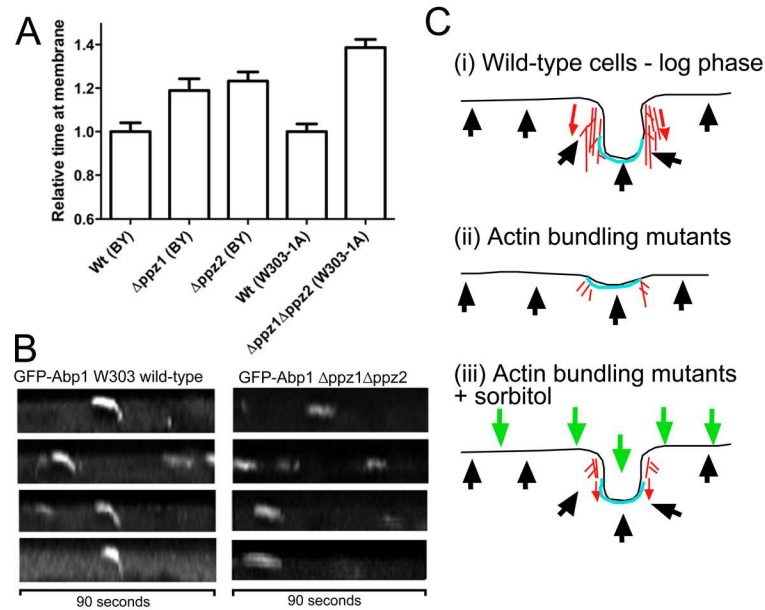 A
Relative time at membrane
1.4
1.2
1.0
0.8
0.6
Wt (BY)
Δppz1 (BY)
Δppz2 (BY)
Wt (W303-1A)
Δppz1Δppz2 (W303-1A)
B
GFP-Abp1 W303 wild-type
GFP-Abp1 Δppz1Δppz2
90 seconds
90 seconds
C
(i) Wild-type cells - log phase
(ii) Actin bundling mutants
(iii) Actin bundling mutants
+ sorbitol